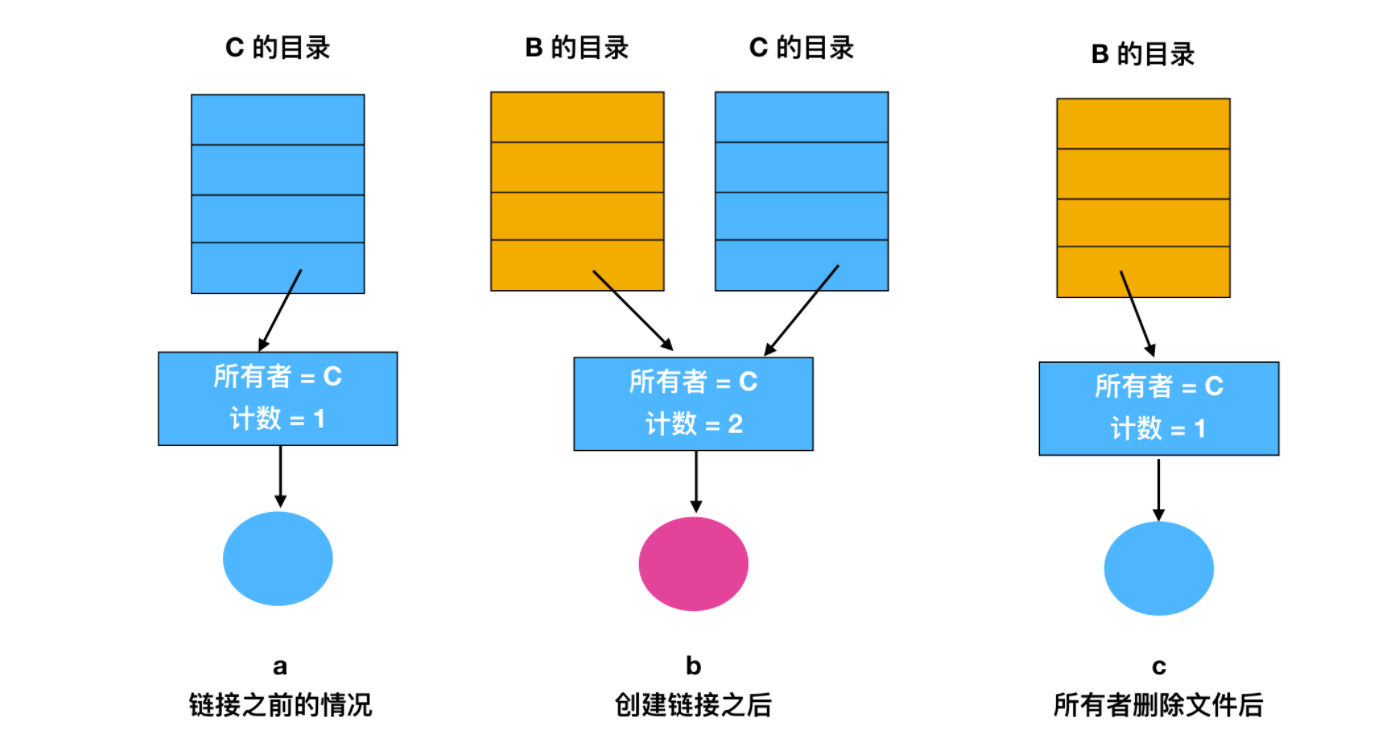 C 的目录
B 的目录
C 的目录
B 的目录
所有者 = C
计数 = 1
所有者 = C
计数 = 2
所有者 = C
计数 = 1
a
链接之前的情况
b
创建链接之后
c
所有者删除文件后